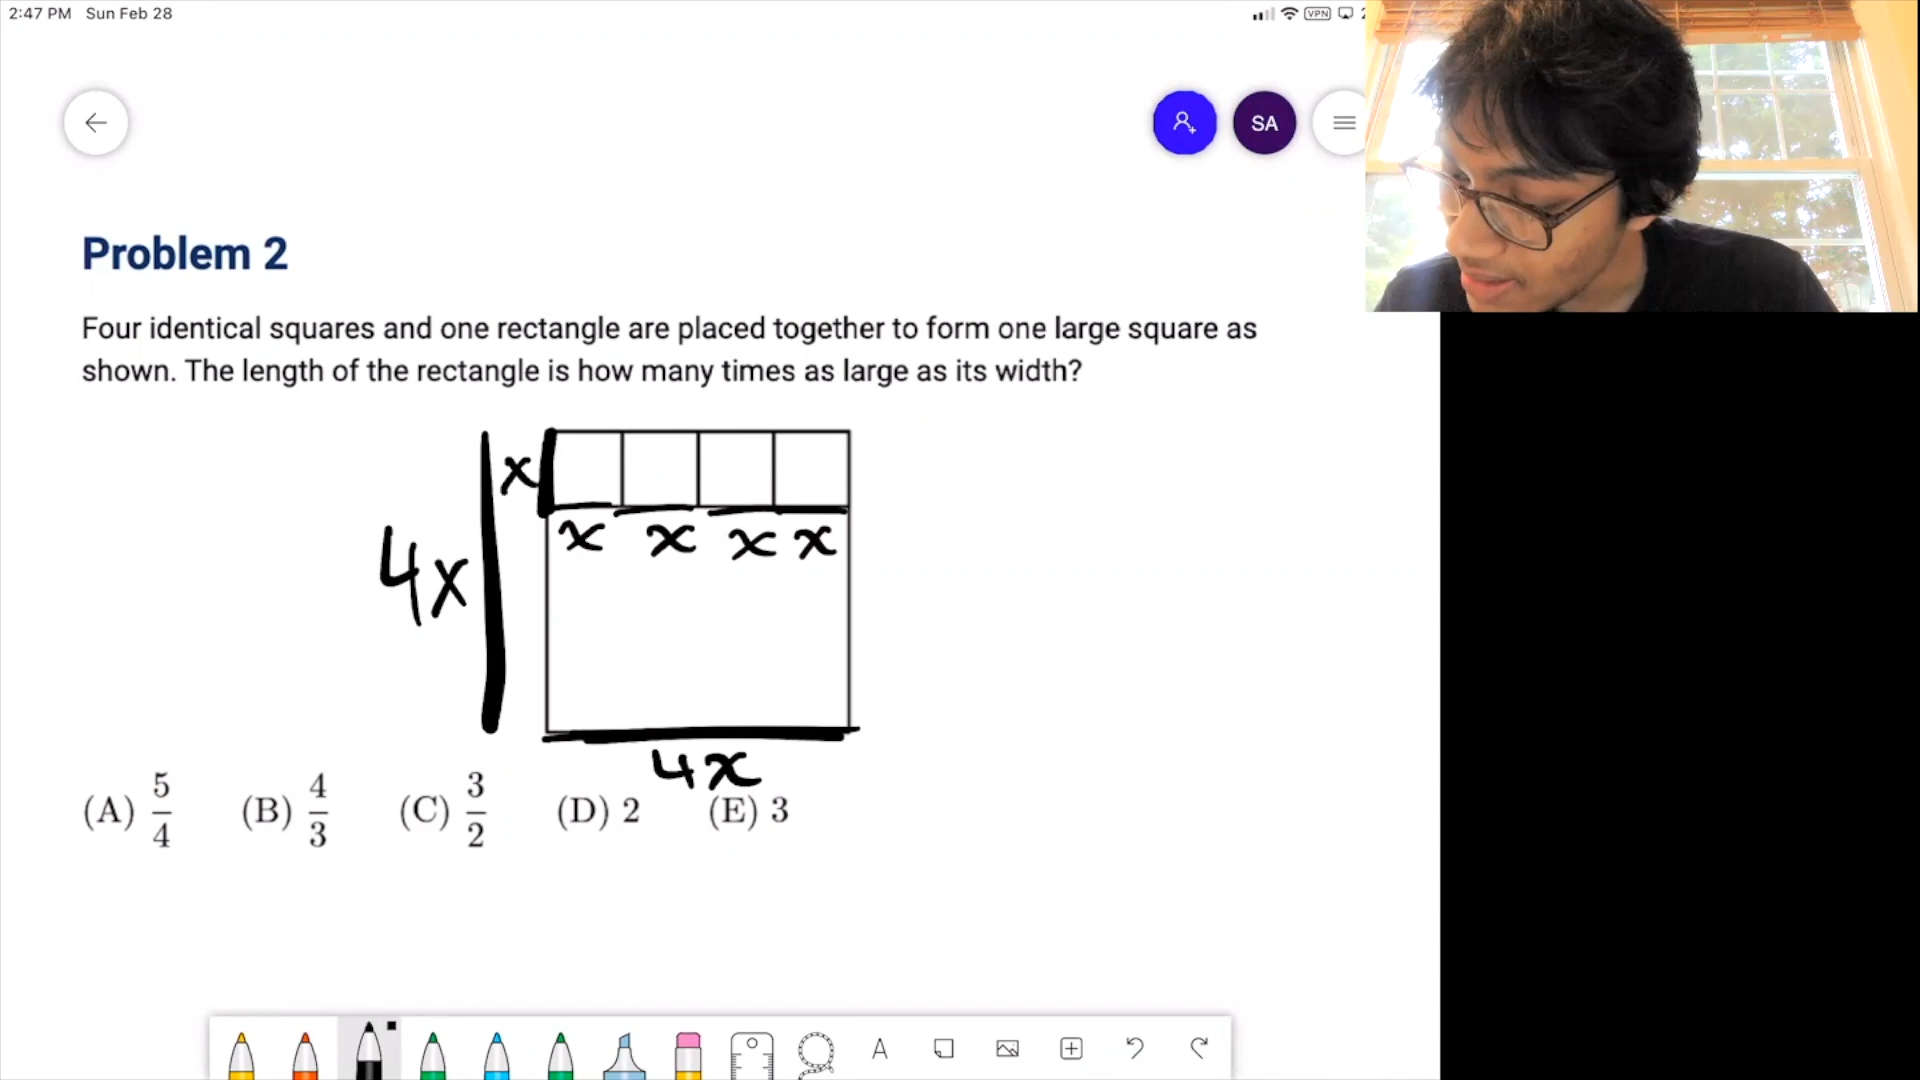 2:47 PM Sun Feb 28
VPN
SA
Problem 2
Four identical squares and one rectangle are placed together to form one large square as
shown. The length of the rectangle is how many times as large as its width?
x
x x x x
4x
4x
(A) 5/4 (B) 4/3 (C) 3/2 (D) 2 (E) 3
A